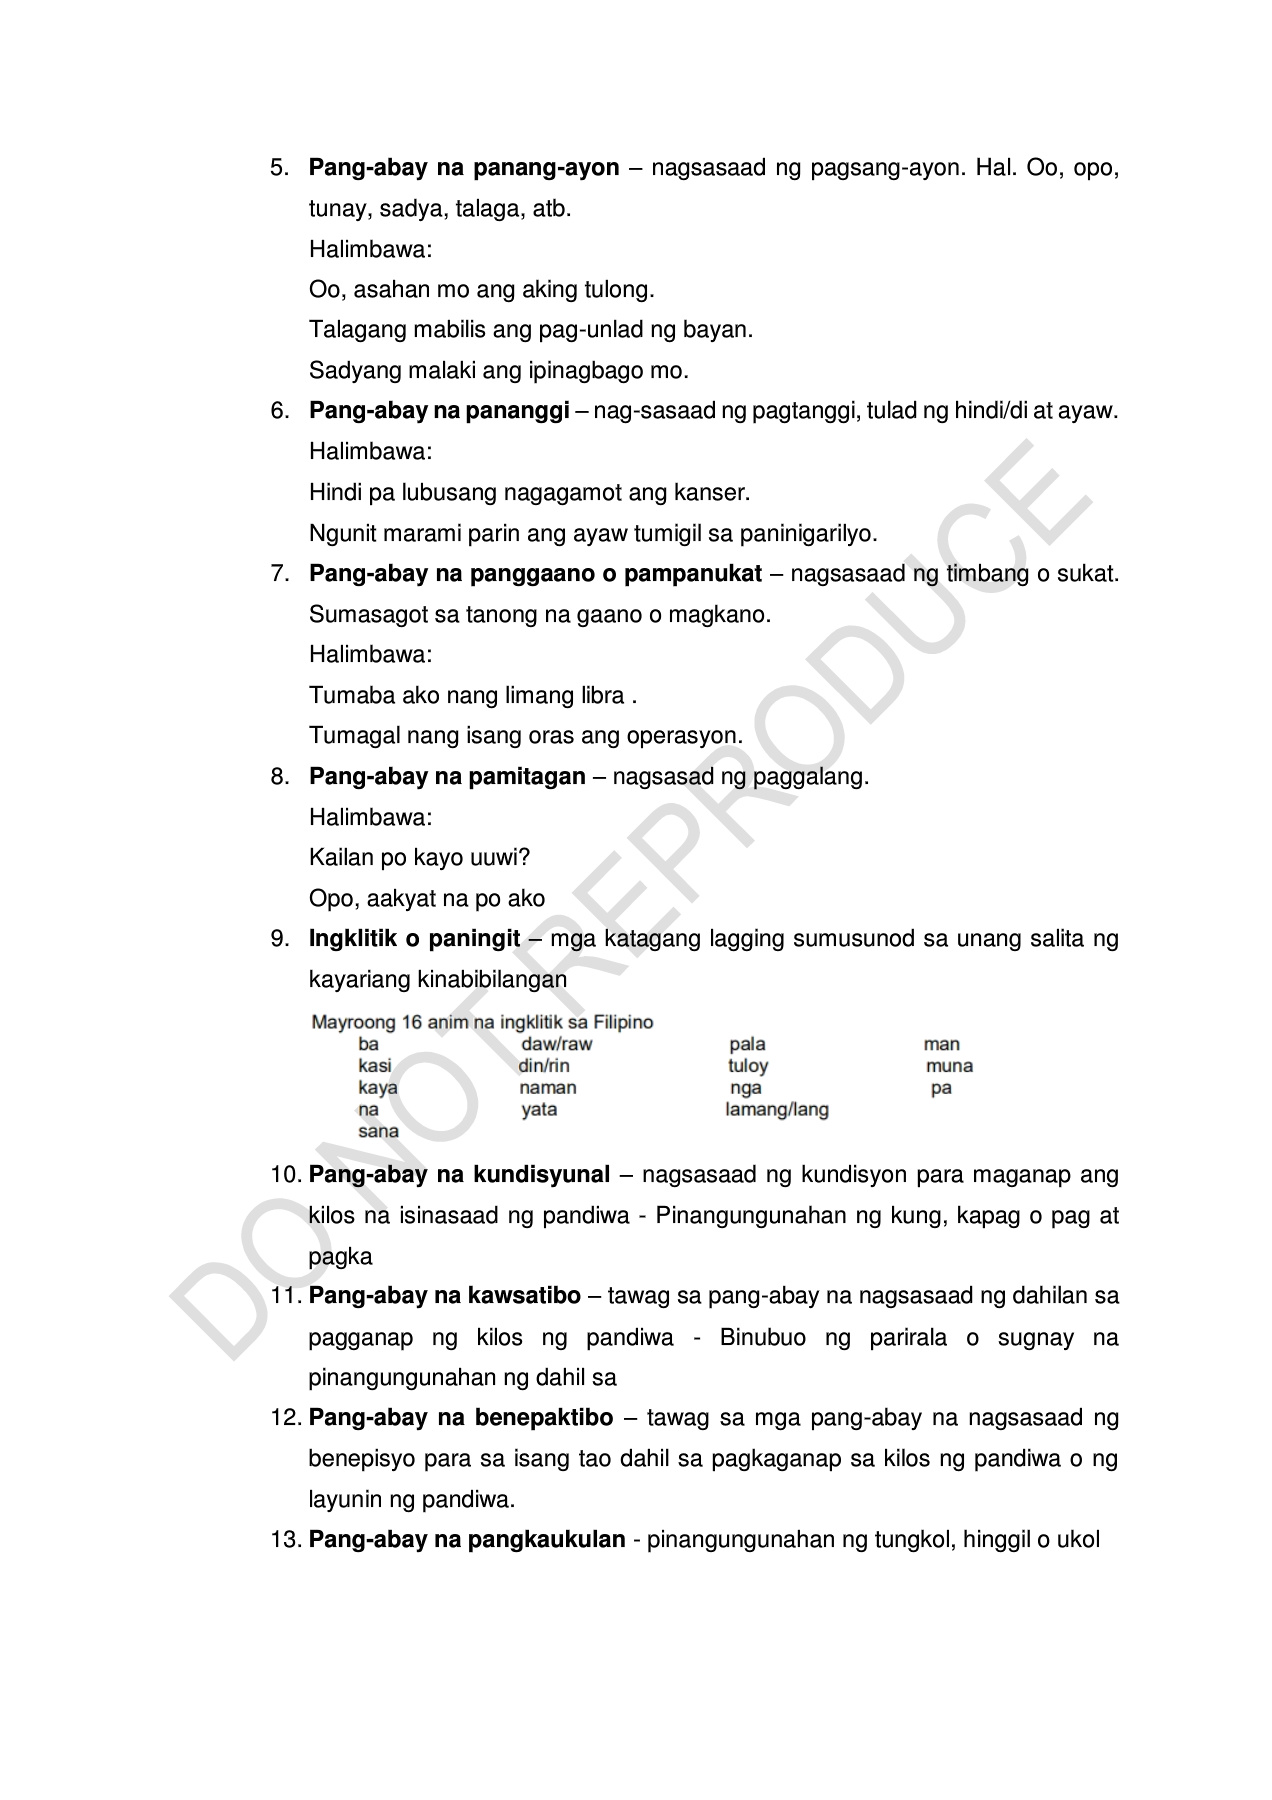 5. Pang-abay na panang-ayon – nagsasaad ng pagsang-ayon. Hal. Oo, opo,
tunay, sadya, talaga, atb.
Halimbawa:
Oo, asahan mo ang aking tulong.
Talagang mabilis ang pag-unlad ng bayan.
Sadyang malaki ang ipinagbago mo.
6. Pang-abay na pananggi – nag-sasaad ng pagtanggi, tulad ng hindi/di at ayaw.
Halimbawa:
Hindi pa lubusang nagagamot ang kanser.
Ngunit marami parin ang ayaw tumigil sa paninigarilyo.
7. Pang-abay na panggaano o pampanukat – nagsasaad ng timbang o sukat.
Sumasagot sa tanong na gaano o magkano.
Halimbawa:
Tumaba ako nang limang libra .
Tumagal nang isang oras ang operasyon.
8. Pang-abay na pamitagan – nagsasad ng paggalang.
Halimbawa:
Kailan po kayo uuwi?
Opo, aakyat na po ako
9. Ingklitik o paningit – mga katagang lagging sumusunod sa unang salita ng
kayariang kinabibilangan
Mayroong 16 anim na ingklitik sa Filipino
ba daw/raw pala man
kasi din/rin tuloy muna
kaya naman nga pa
na yata lamang/lang
sana
10. Pang-abay na kundisyunal – nagsasaad ng kundisyon para maganap ang
kilos na isinasaad ng pandiwa - Pinangungunahan ng kung, kapag o pag at
pagka
11. Pang-abay na kawsatibo – tawag sa pang-abay na nagsasaad ng dahilan sa
pagganap ng kilos ng pandiwa - Binubuo ng parirala o sugnay na
pinangungunahan ng dahil sa
12. Pang-abay na benepaktibo – tawag sa mga pang-abay na nagsasaad ng
benepisyo para sa isang tao dahil sa pagkaganap sa kilos ng pandiwa o ng
layunin ng pandiwa.
13. Pang-abay na pangkaukulan - pinangungunahan ng tungkol, hinggil o ukol
DO NOT REPRODUCE